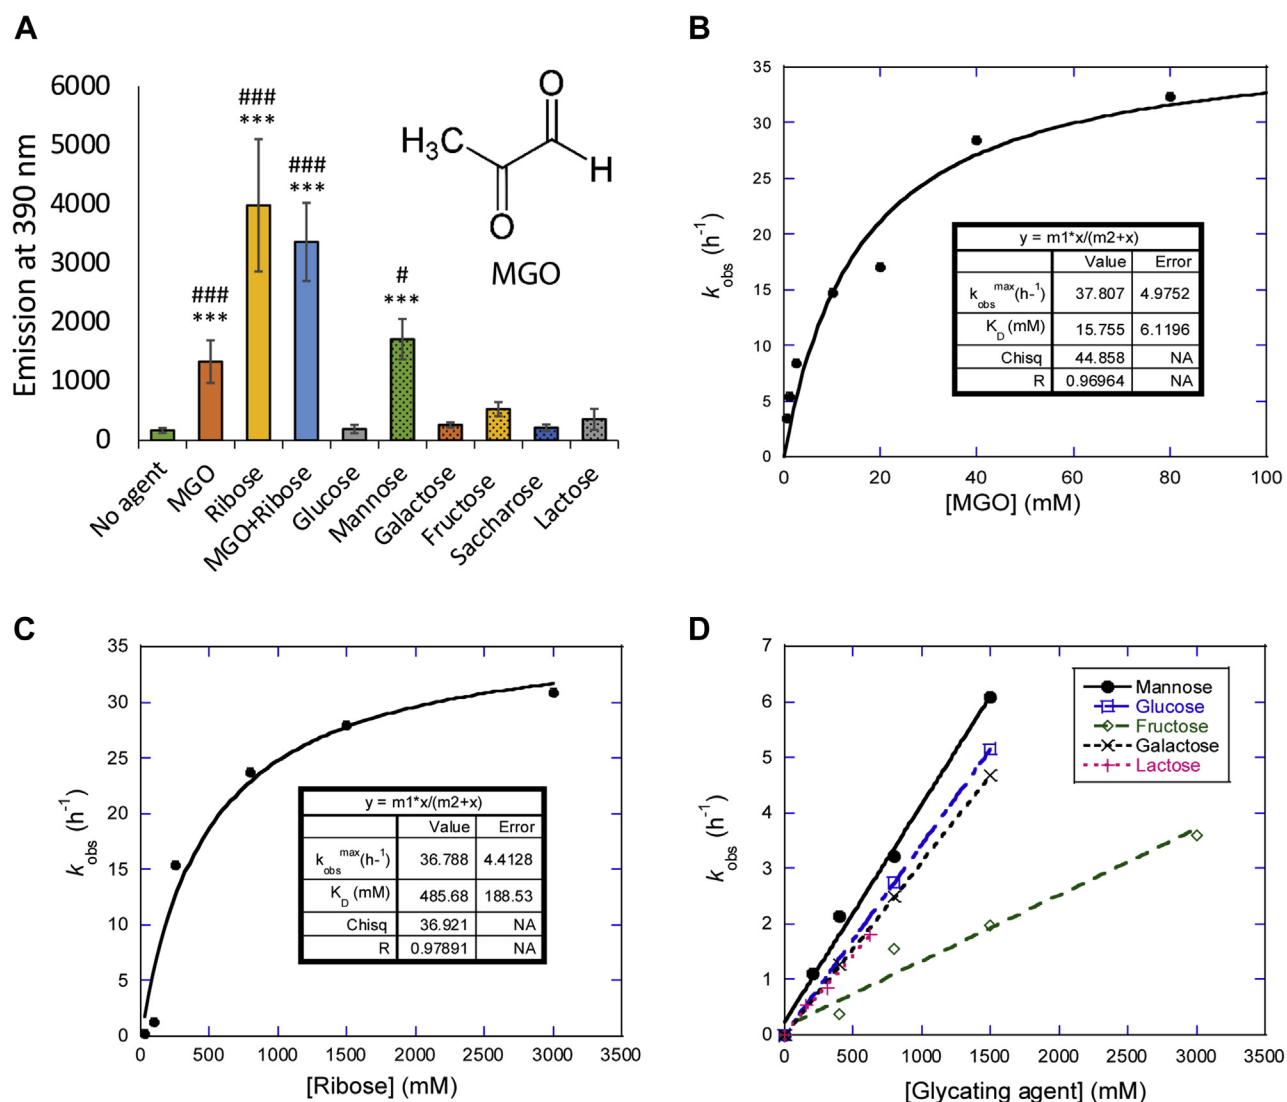 A
6000
5000
4000
3000
2000
1000
0
Emission at 390 nm
###
***
###
***
###
***
#
***
O
H3C
H
O
MGO
No agent
MGO
Ribose
MGO+Ribose
Glucose
Mannose
Galactose
Fructose
Saccharose
Lactose
B
35
30
25
20
15
10
5
0
kobs (h-1)
y = m1*x/(m2+x)
Value Error
kobs max(h-1) 37.807 4.9752
KD (mM) 15.755 6.1196
Chisq 44.858 NA
R 0.96964 NA
0 20 40 60 80 100
[MGO] (mM)
C
35
30
25
20
15
10
5
0
kobs (h-1)
y = m1*x/(m2+x)
Value Error
kobs max(h-1) 36.788 4.4128
KD (mM) 485.68 188.53
Chisq 36.921 NA
R 0.97891 NA
0 500 1000 1500 2000 2500 3000 3500
[Ribose] (mM)
D
7
6
5
4
3
2
1
0
kobs (h-1)
Mannose
Glucose
Fructose
Galactose
Lactose
0 500 1000 1500 2000 2500 3000 3500
[Glycating agent] (mM)